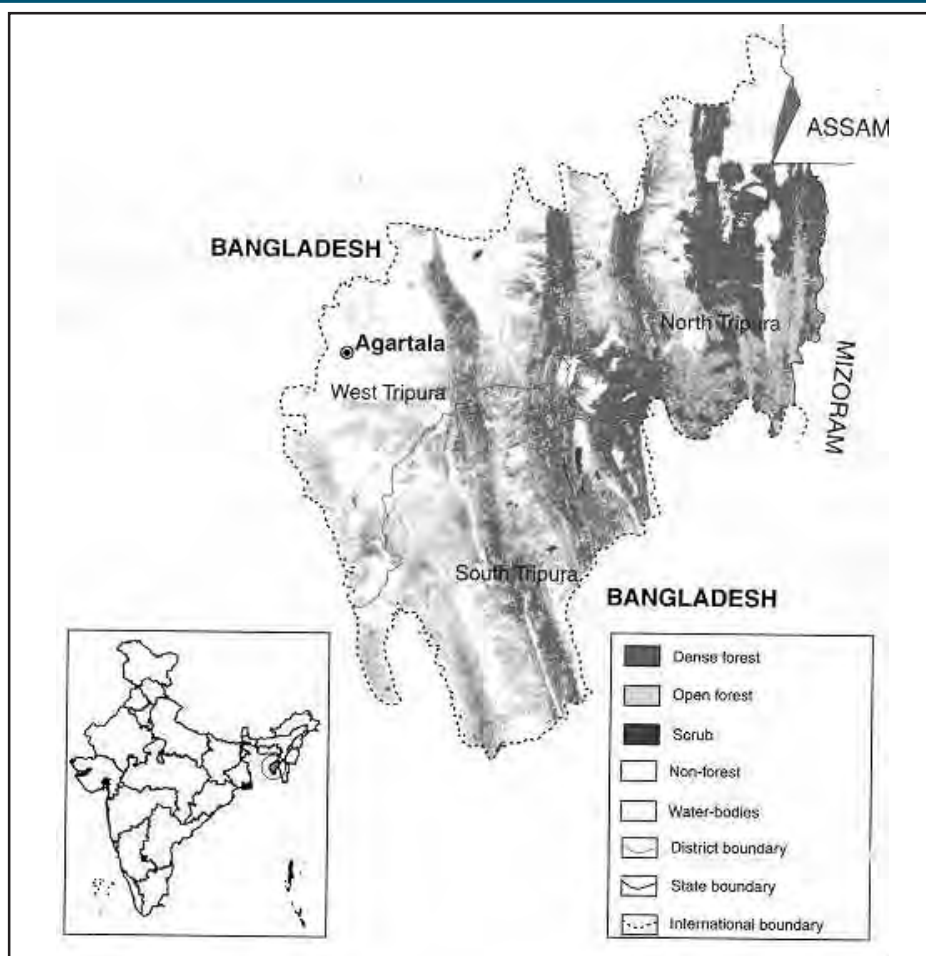 ASSAM
BANGLADESH
Agartala
North Tripura
West Tripura
MIZORAM
South Tripura
BANGLADESH
Dense forest
Open forest
Scrub
Non-forest
Water-bodies
District boundary
State boundary
International boundary